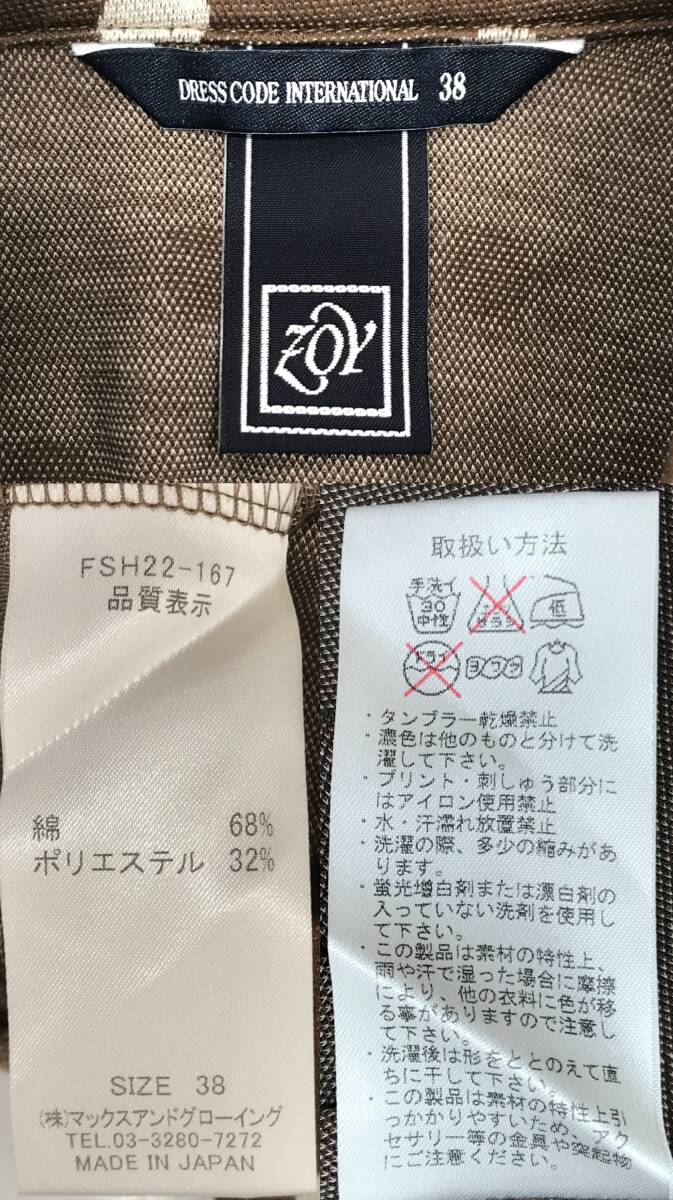 DRESS CODE INTERNATIONAL 38
ZOY
FSH22-167
品質表示
綿 68%
ポリエステル 32%
SIZE 38
(株)マックスアンドグローイング
TEL.03-3280-7272
MADE IN JAPAN
取扱い方法
手洗イ
30
中性
エンソ
サラシ
低
ドライ
ヨワク
・タンブラー乾燥禁止
・濃色は他のものと分けて洗
濯して下さい。
・プリント・刺しゅう部分に
はアイロン使用禁止
・水・汗濡れ放置禁止
・洗濯の際、多少の縮みがあ
ります。
・蛍光増白剤または漂白剤の
入っていない洗剤を使用し
て下さい。
・この製品は素材の特性上、
雨や汗で湿った場合に摩擦
により、他の衣料に色が移
る事がありますので注意し
て下さい。
・洗濯後は形をととのえて直
ちに干して下さい。
・この製品は素材の特性上引
っかかりやすいため、アク
セサリー等の金具や突起物